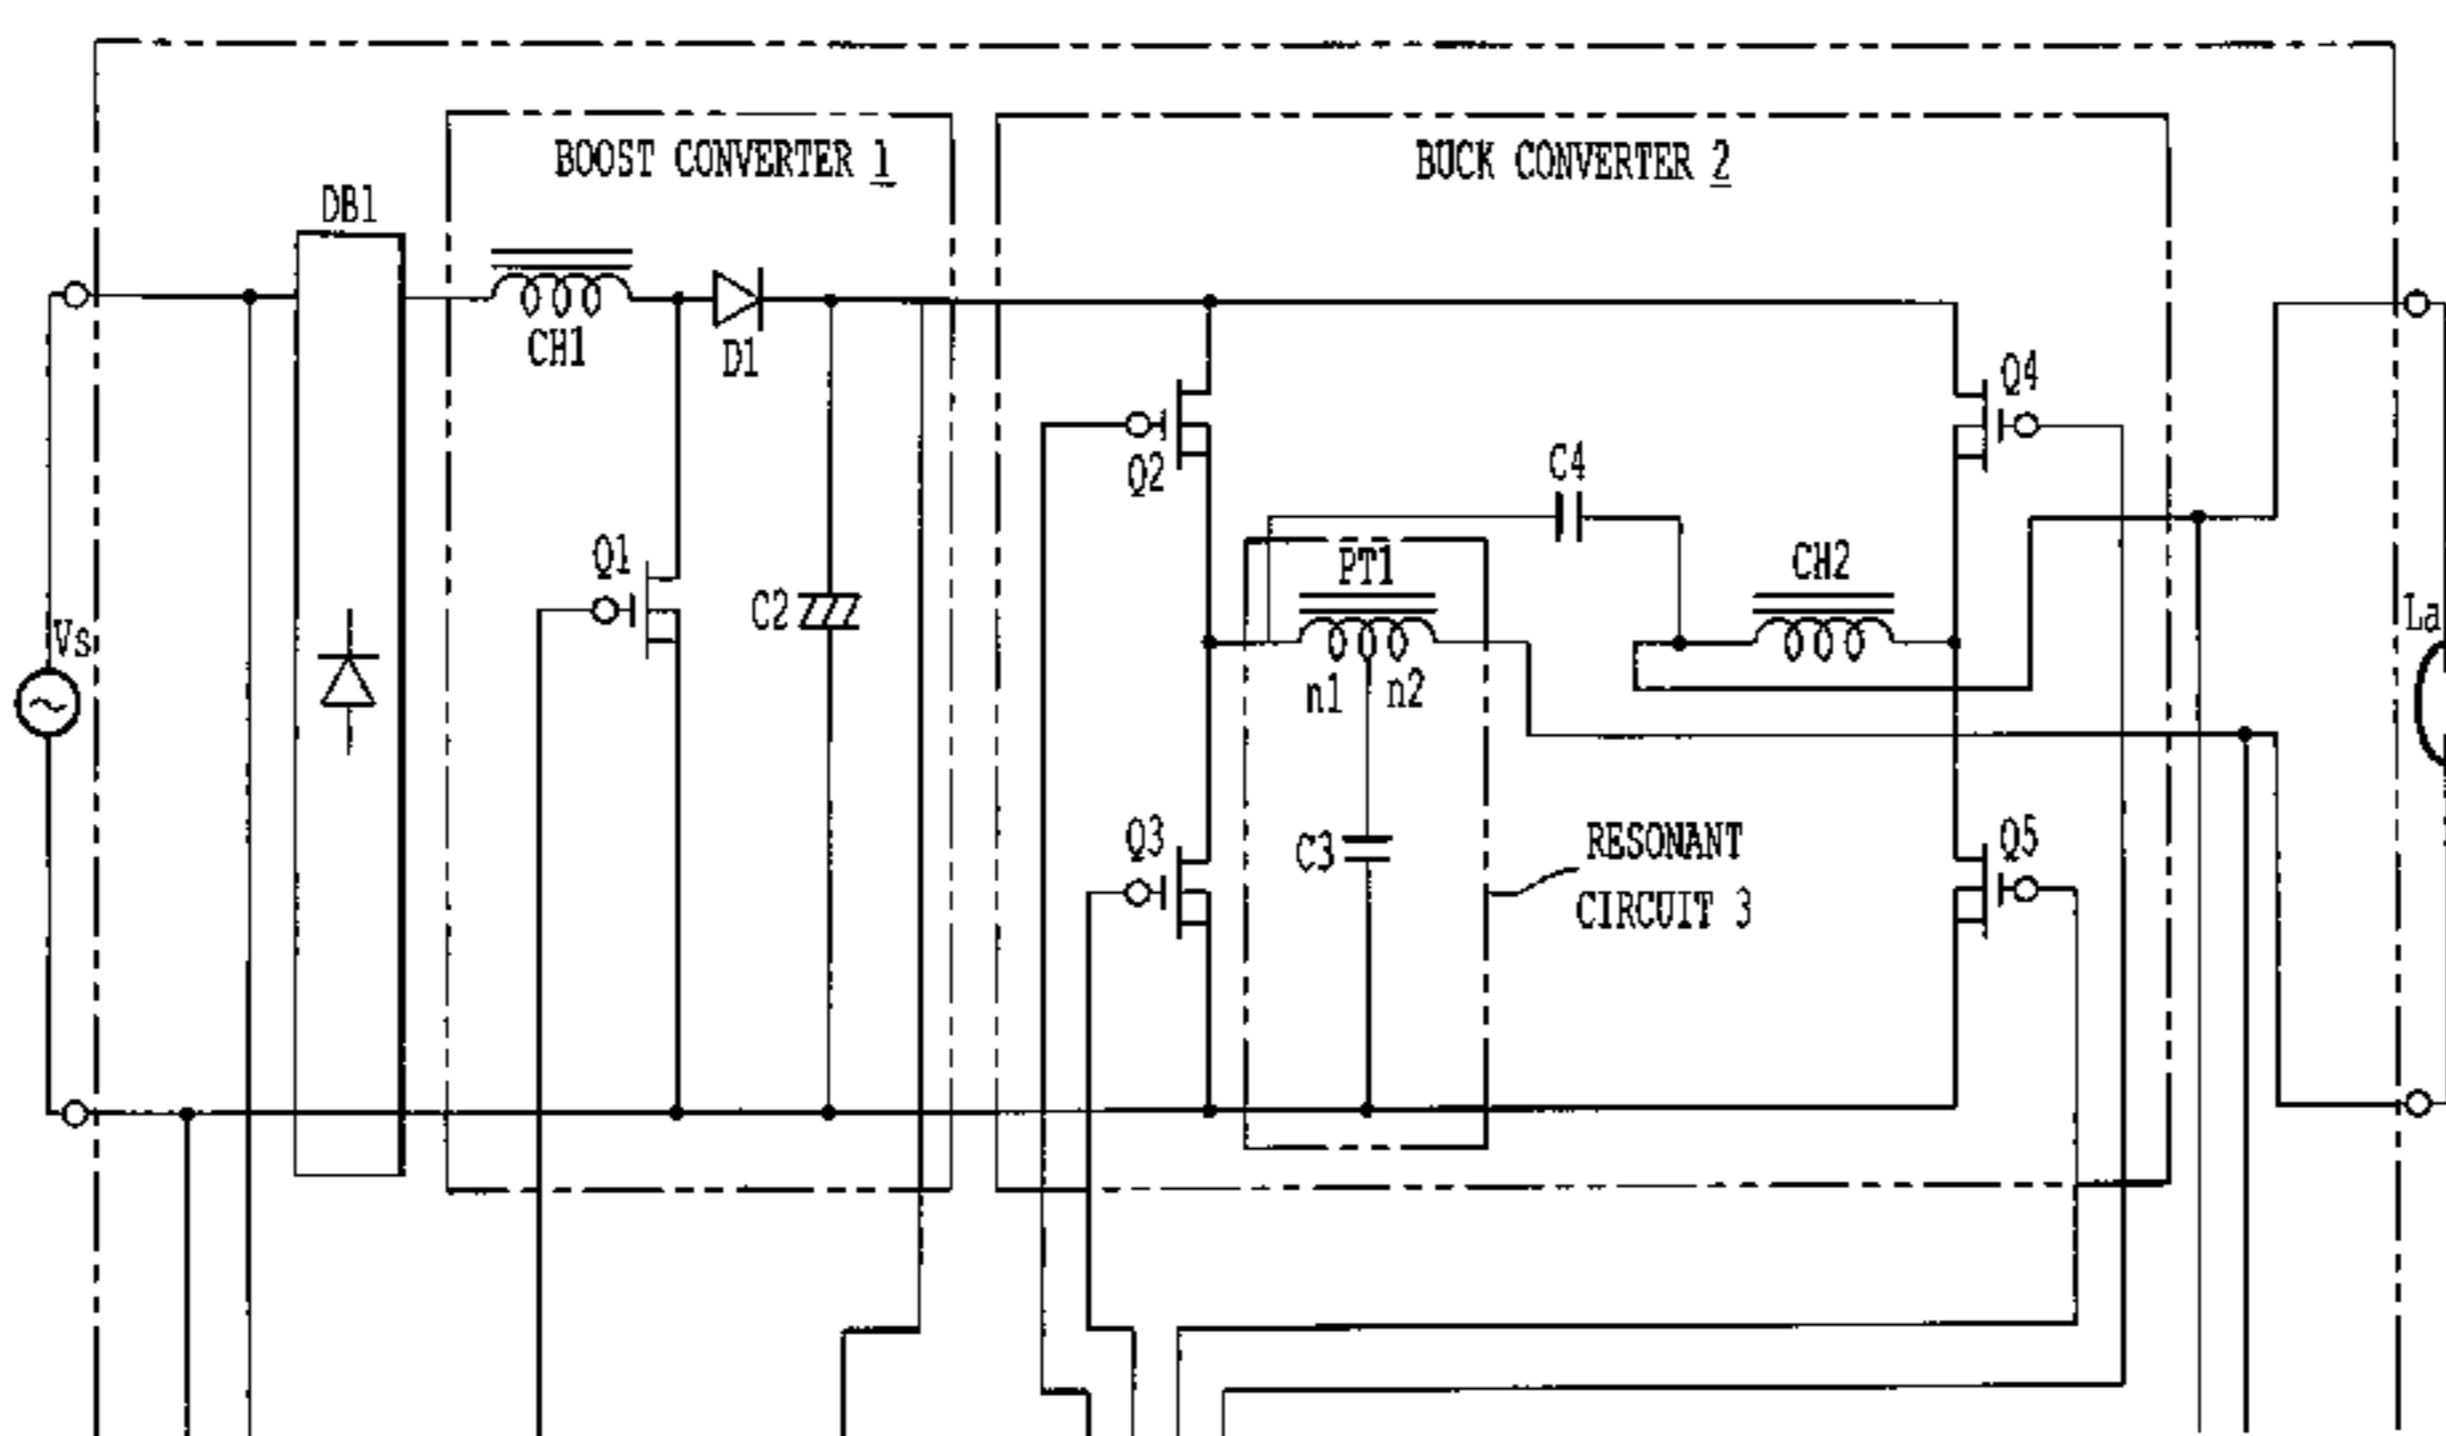 BOOST CONVERTER 1
BUCK CONVERTER 2
DB1
CH1
D1
Q4
Q2
C4
Q1
PT1
CH2
C2
Vs
La
n1
n2
Q3
C3
RESONANT
CIRCUIT 3
Q5